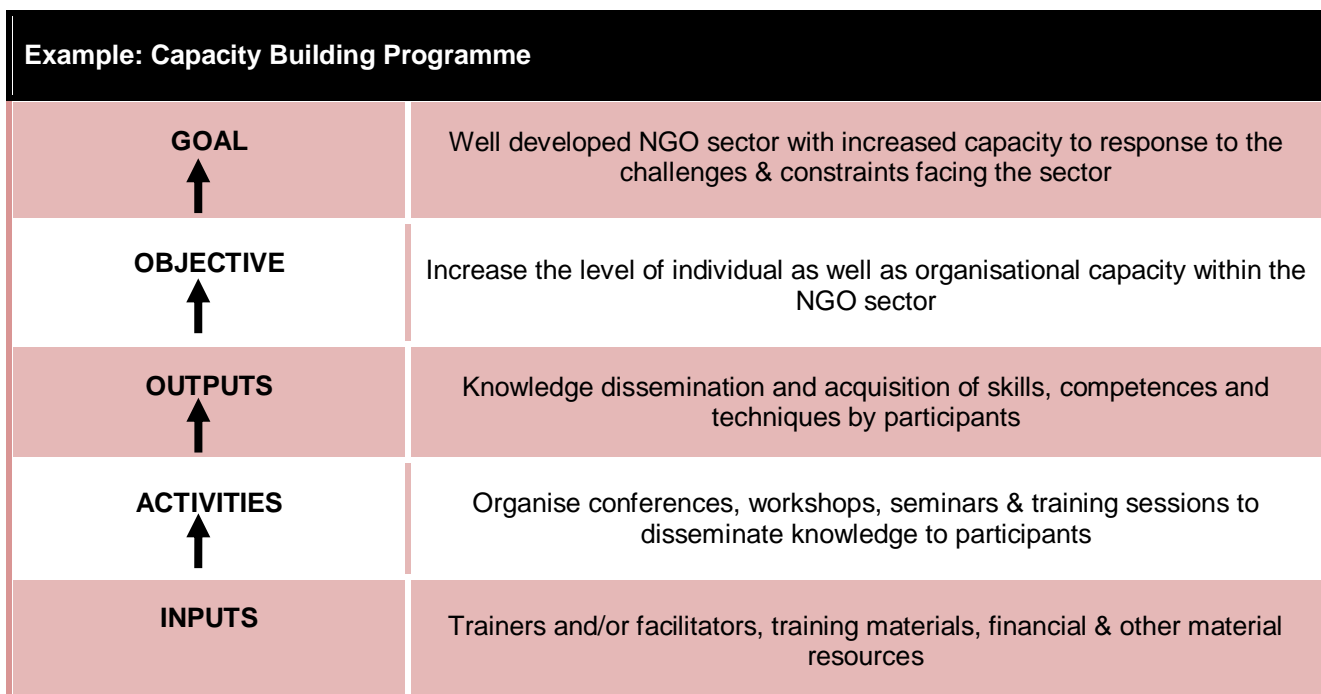 Example: Capacity Building Programme
GOAL
Well developed NGO sector with increased capacity to response to the
challenges & constraints facing the sector
OBJECTIVE
Increase the level of individual as well as organisational capacity within the
NGO sector
OUTPUTS
Knowledge dissemination and acquisition of skills, competences and
techniques by participants
ACTIVITIES
Organise conferences, workshops, seminars & training sessions to
disseminate knowledge to participants
INPUTS
Trainers and/or facilitators, training materials, financial & other material
resources